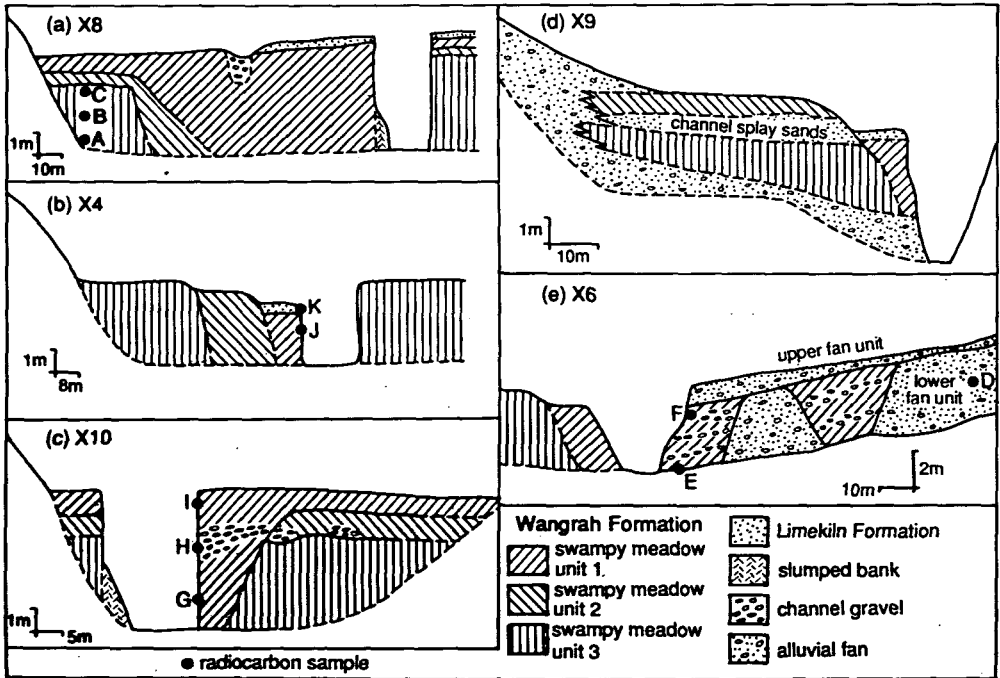 (a) X8
C
B
A
1m
10m
(b) X4
K
J
1m
8m
(c) X10
I
H
G
1m
5m
radiocarbon sample
(d) X9
channel splay sands
1m
10m
(e) X6
upper fan unit
lower
fan unit
D
F
E
2m
10m
Wangrah Formation
swampy meadow
unit 1
swampy meadow
unit 2
swampy meadow
unit 3
Limekiln Formation
slumped bank
channel gravel
alluvial fan